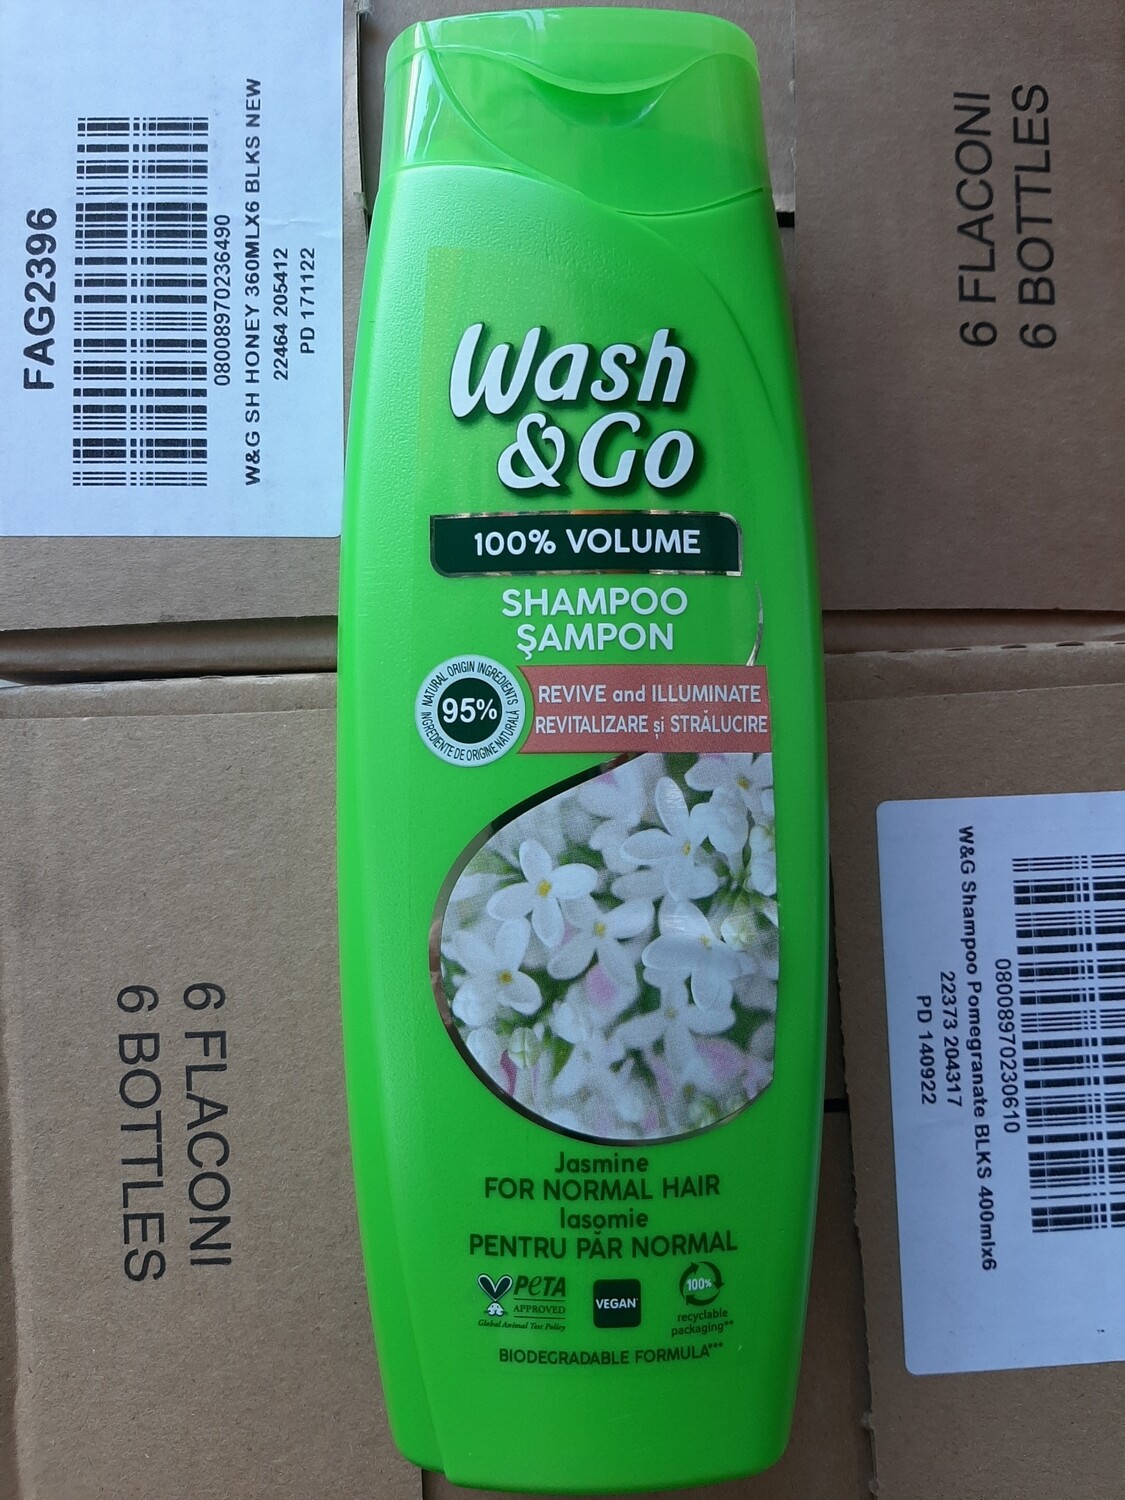 FAG2396
08008970236490
W&G SH HONEY 360MLX6 BLKS NEW
22464 205412
PD 171122
6 FLACONI
6 BOTTLES
Wash
&Go
100% VOLUME
SHAMPOO
ŞAMPON
NATURAL ORIGIN INGREDIENTS
95%
INGREDIENTE DE ORIGINE NATURALĂ
REVIVE and ILLUMINATE
REVITALIZARE și STRĂLUCIRE
Jasmine
FOR NORMAL HAIR
Iasomie
PENTRU PĂR NORMAL
PeTA
APPROVED
Global Animal Test Policy
VEGAN*
100%
recyclable
packaging**
BIODEGRADABLE FORMULA***
6 FLACONI
6 BOTTLES
08008970230610
W&G Shampoo Pomegranate BLKS 400mlx6
22373 204317
PD 140922